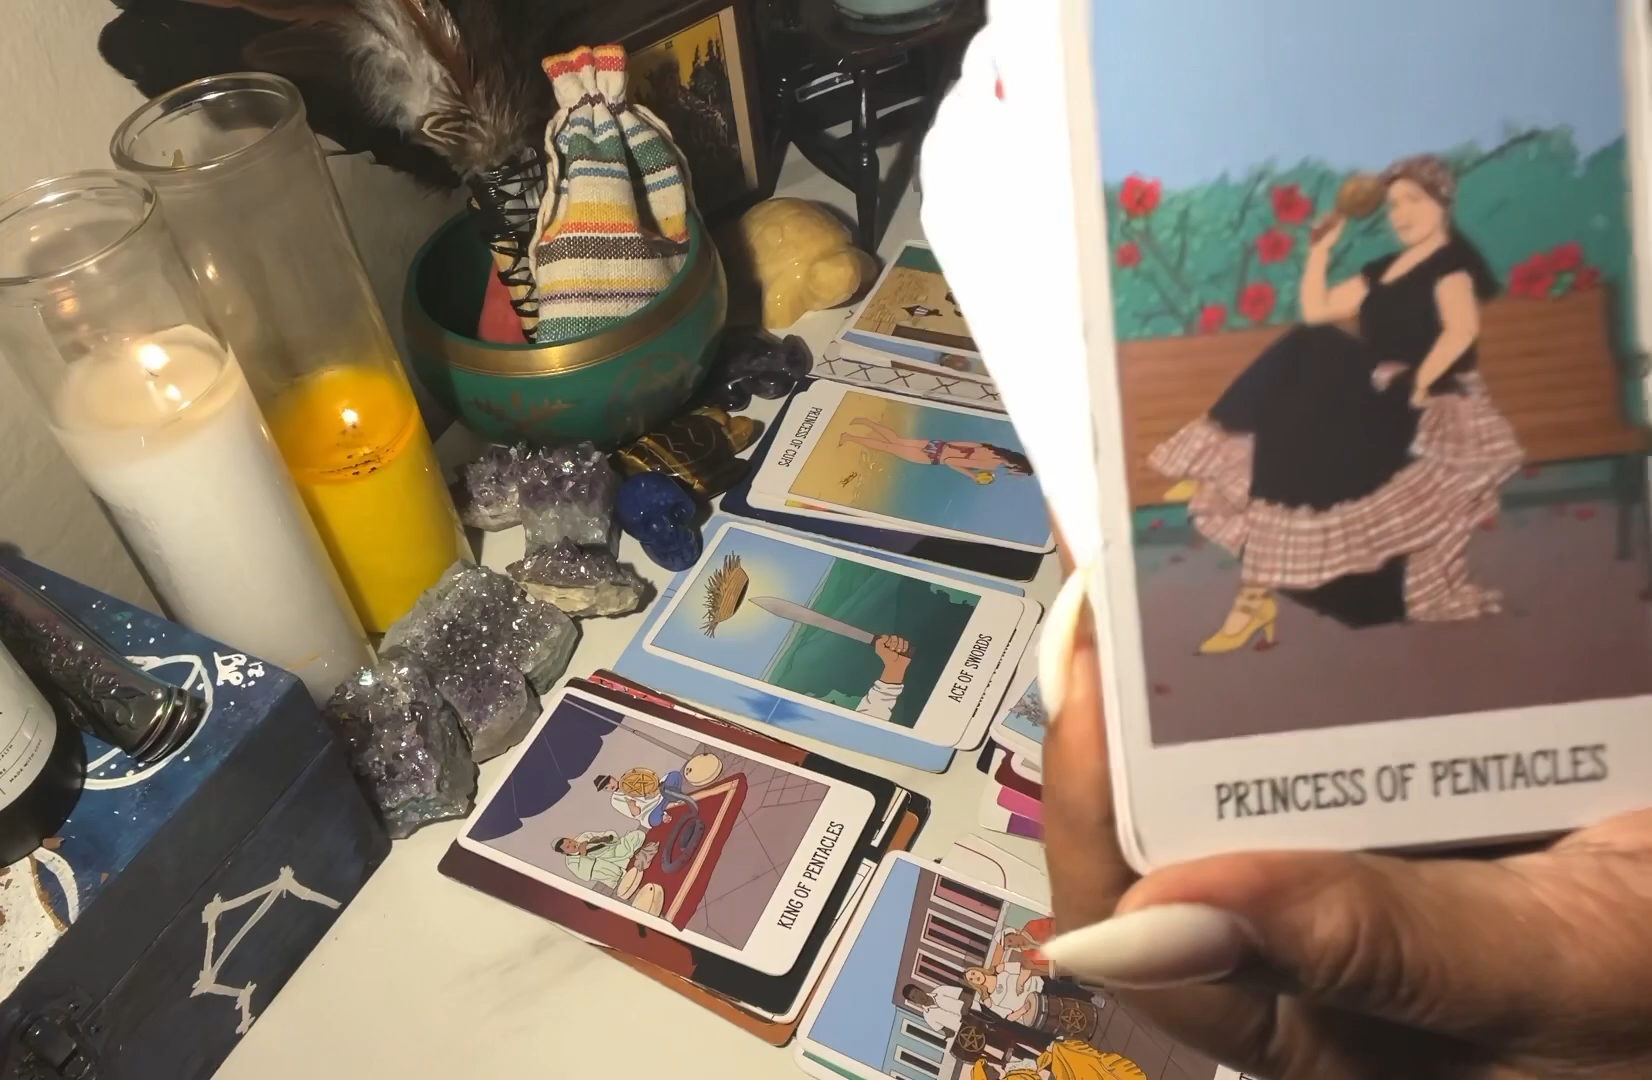 PRINCESS OF CUPS
ACE OF SWORDS
KING OF PENTACLES
PRINCESS OF PENTACLES